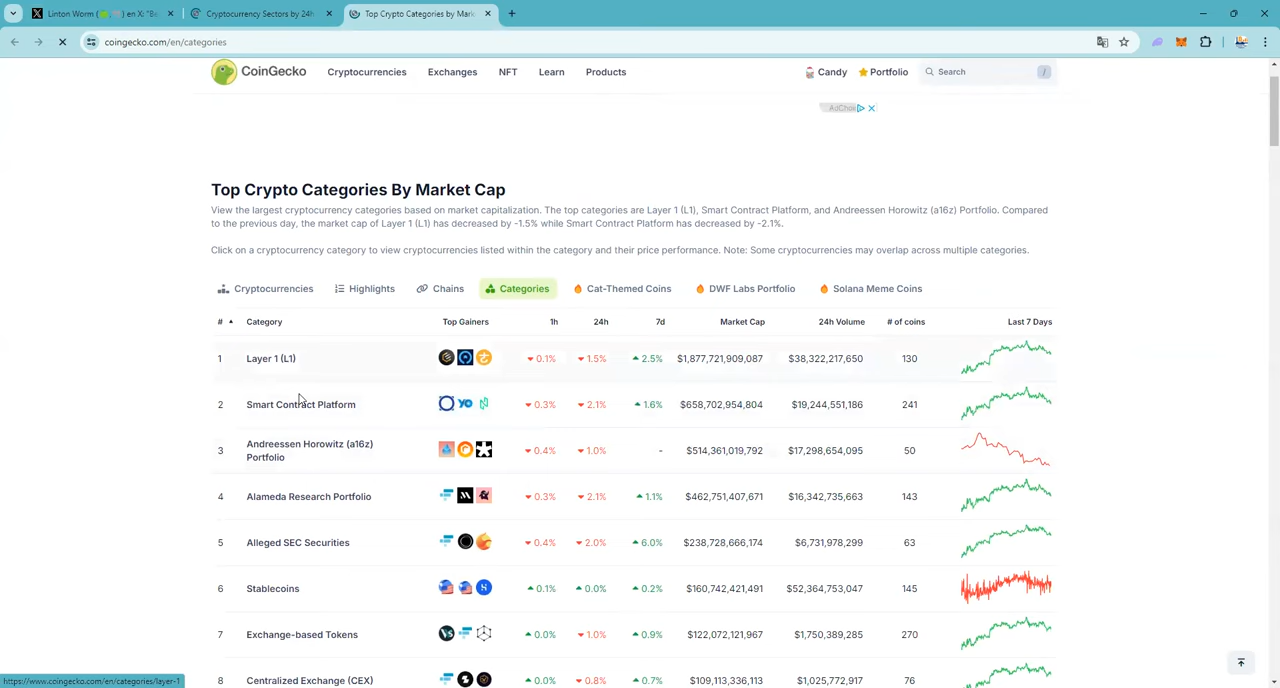 Linton Worm (🐸,🐸) en X: "Be
Cryptocurrency Sectors by 24h
Top Crypto Categories By Mark
coingecko.com/en/categories
CoinGecko
Cryptocurrencies
Exchanges
NFT
Learn
Products
Candy
Portfolio
Search
/
AdChoi
Top Crypto Categories By Market Cap
View the largest cryptocurrency categories based on market capitalization. The top categories are Layer 1 (L1), Smart Contract Platform, and Andreessen Horowitz (a16z) Portfolio. Compared
to the previous day, the market cap of Layer 1 (L1) has decreased by -1.5% while Smart Contract Platform has decreased by -2.1%.
Click on a cryptocurrency category to view cryptocurrencies listed within the category and their price performance. Note: Some cryptocurrencies may overlap across multiple categories.
Cryptocurrencies Highlights Chains Categories Cat-Themed Coins DWF Labs Portfolio Solana Meme Coins
# Category Top Gainers 1h 24h 7d Market Cap 24h Volume # of coins Last 7 Days
1 Layer 1 (L1) 0.1% 1.5% 2.5% $1,877,721,909,087 $38,322,217,650 130
2 Smart Contract Platform 0.3% 2.1% 1.6% $658,702,954,804 $19,244,551,186 241
3 Andreessen Horowitz (a16z)
Portfolio 0.4% 1.0% - $514,361,019,792 $17,298,654,095 50
4 Alameda Research Portfolio 0.3% 2.1% 1.1% $462,751,407,671 $16,342,735,663 143
5 Alleged SEC Securities 0.4% 2.0% 6.0% $238,728,666,174 $6,731,978,299 63
6 Stablecoins 0.1% 0.0% 0.2% $160,742,421,491 $52,364,753,047 145
7 Exchange-based Tokens 0.0% 1.0% 0.9% $122,072,121,967 $1,750,389,285 270
8 Centralized Exchange (CEX) 0.0% 0.8% 0.7% $109,113,336,113 $1,025,772,917 76
https://www.coingecko.com/en/categories/layer-1